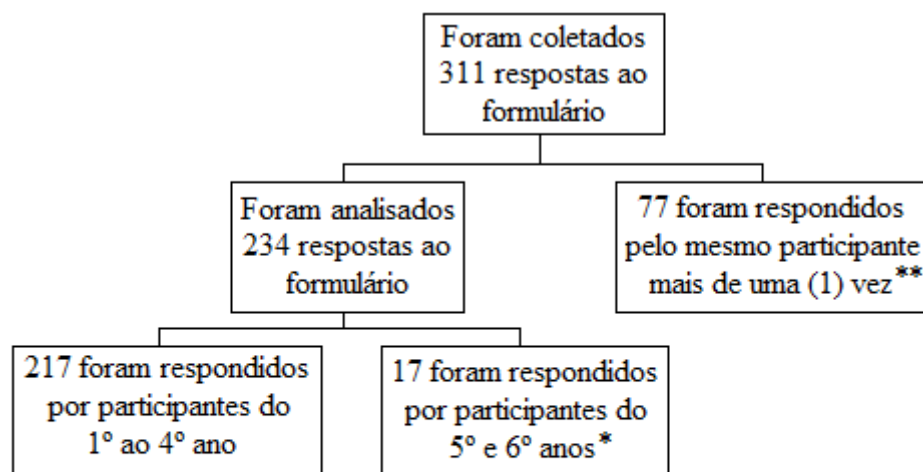 Foram coletados
311 respostas ao
formulário
Foram analisados
234 respostas ao
formulário
77 foram respondidos
pelo mesmo participante
mais de uma (1) vez**
217 foram respondidos
por participantes do
1º ao 4º ano
17 foram respondidos
por participantes do
5º e 6º anos*